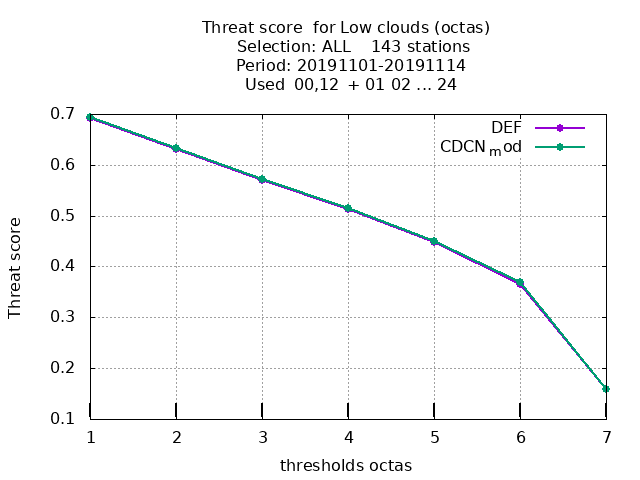 Threat score  for Low clouds (octas)
Selection: ALL    143 stations
Period: 20191101-20191114
Used  00,12  + 01 02 ... 24
DEF
CDCN_mod
Threat score
0.7
0.6
0.5
0.4
0.3
0.2
0.1
1 2 3 4 5 6 7
thresholds octas